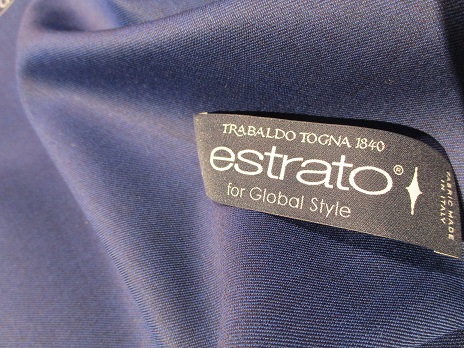 TRABALDO TOGNA 1840
estrato®
for Global Style
FABRIC MADE
IN ITALY